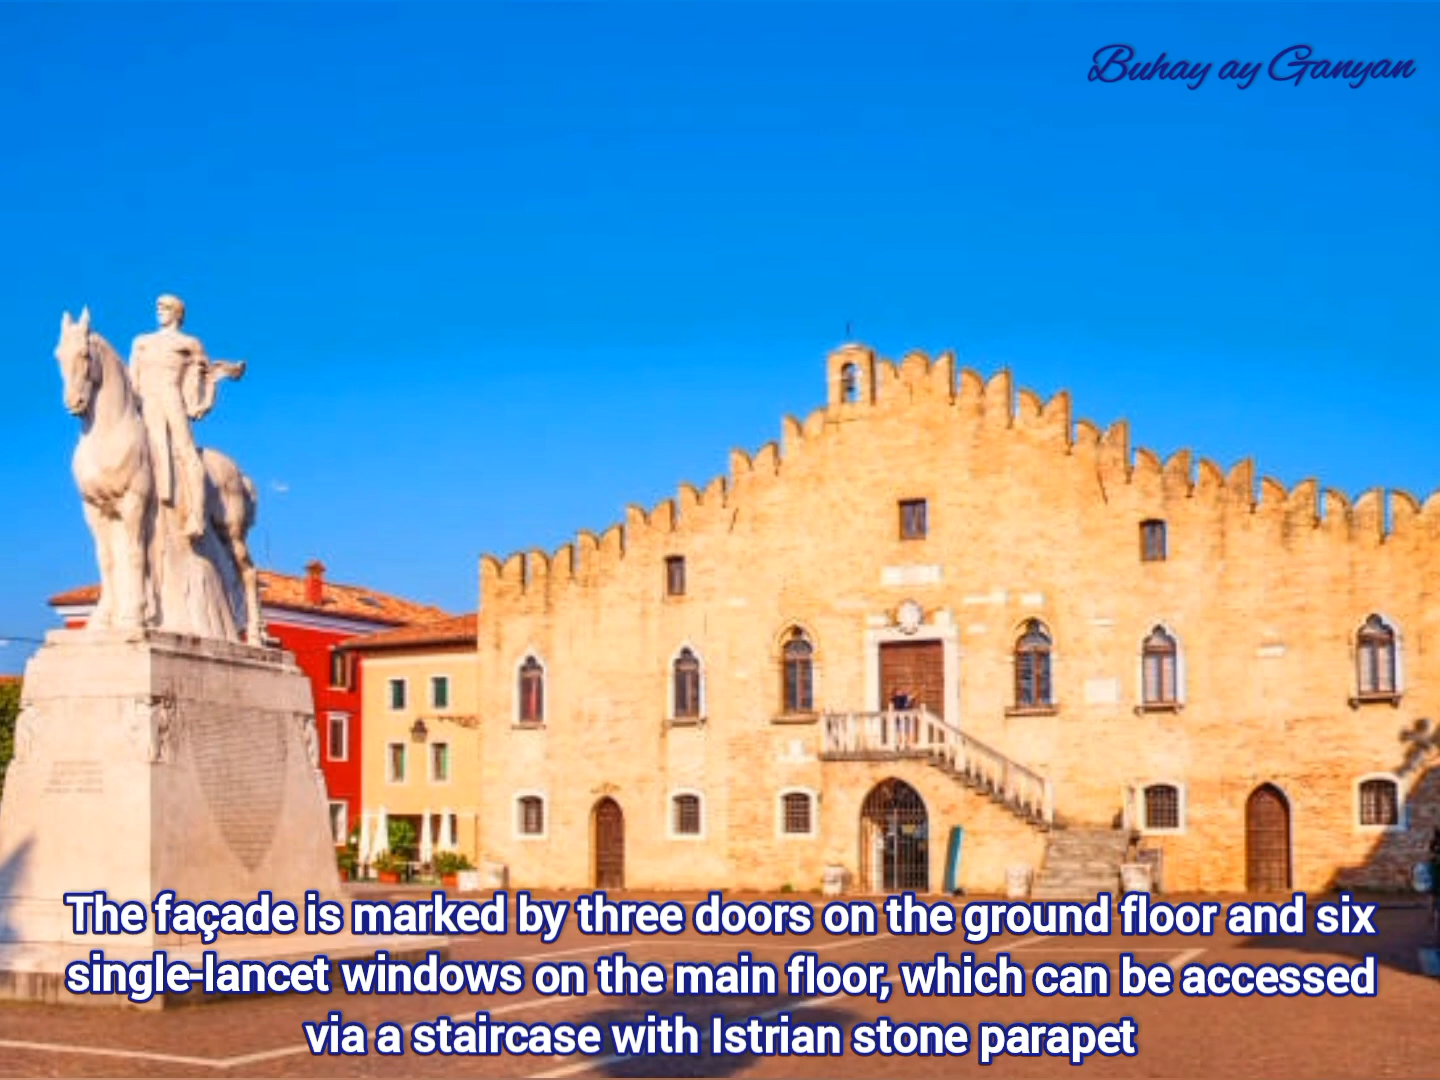 Buhay ay Ganyan
The façade is marked by three doors on the ground floor and six
single-lancet windows on the main floor, which can be accessed
via a staircase with Istrian stone parapet